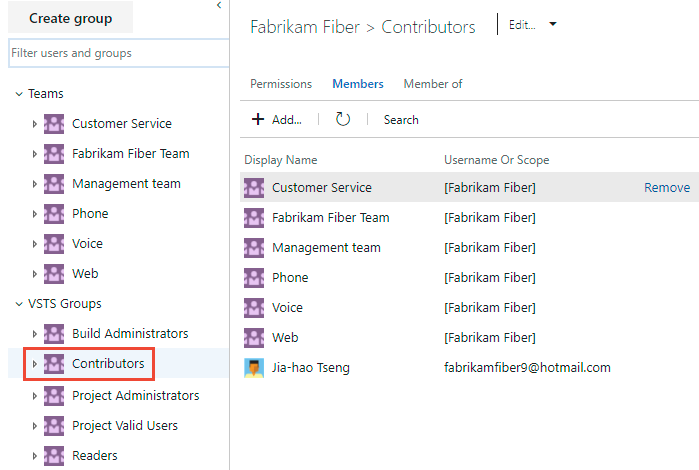 Create group
Filter users and groups
Teams
Customer Service
Fabrikam Fiber Team
Management team
Phone
Voice
Web
VSTS Groups
Build Administrators
Contributors
Project Administrators
Project Valid Users
Readers
Fabrikam Fiber > Contributors
Edit...
Permissions Members Member of
+ Add... Search
Display Name Username Or Scope
Customer Service [Fabrikam Fiber] Remove
Fabrikam Fiber Team [Fabrikam Fiber]
Management team [Fabrikam Fiber]
Phone [Fabrikam Fiber]
Voice [Fabrikam Fiber]
Web [Fabrikam Fiber]
Jia-hao Tseng fabrikamfiber9@hotmail.com